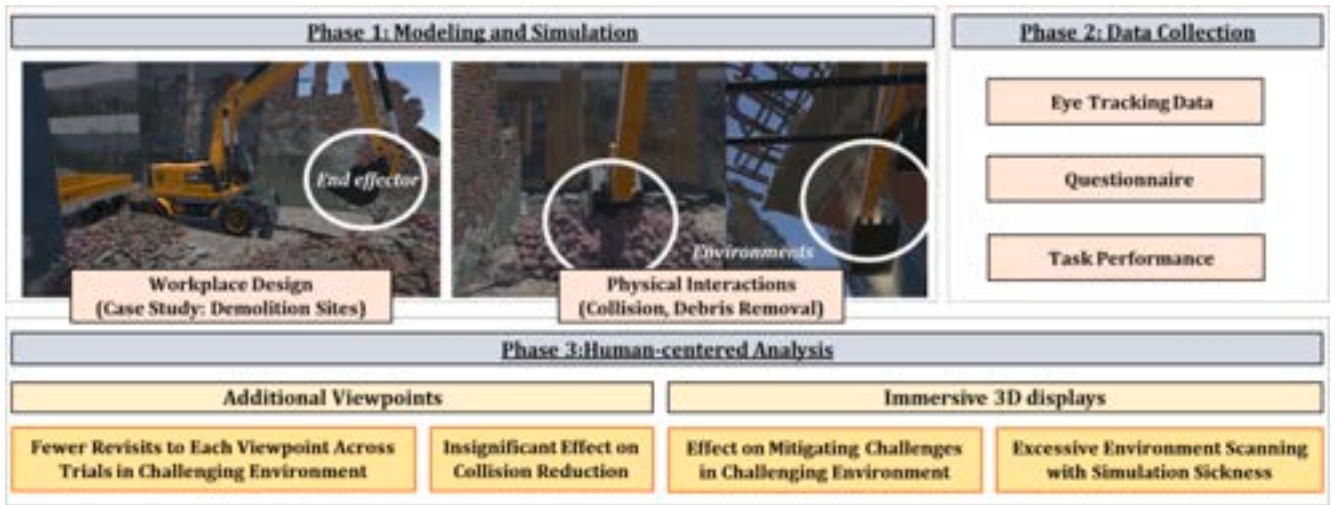 Phase 1: Modeling and Simulation
End effector
Environments
Workplace Design
(Case Study: Demolition Sites)
Physical Interactions
(Collision, Debris Removal)
Phase 2: Data Collection
Eye Tracking Data
Questionnaire
Task Performance
Phase 3:Human-centered Analysis
Additional Viewpoints
Fewer Revisits to Each Viewpoint Across
Trials in Challenging Environment
Insignificant Effect on
Collision Reduction
Immersive 3D displays
Effect on Mitigating Challenges
in Challenging Environment
Excessive Environment Scanning
with Simulation Sickness